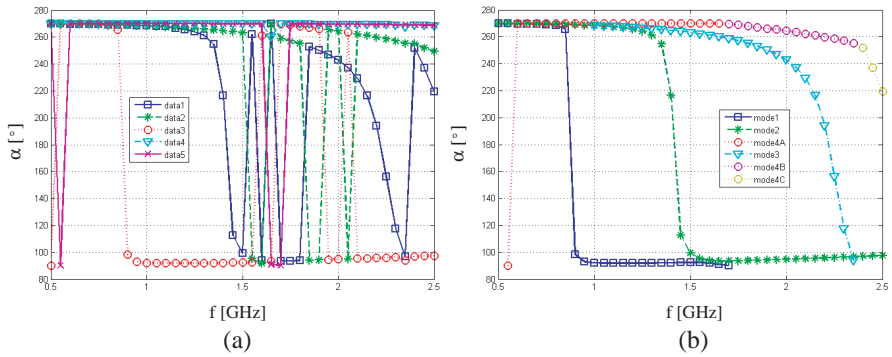 280
260
240
220
200
180
160
140
120
100
80
α [°]
data1
data2
data3
data4
data5
0.5
1
1.5
2
2.5
f [GHz]
(a)
280
260
240
220
200
180
160
140
120
100
80
α [°]
mode1
mode2
mode4A
mode3
mode4B
mode4C
0.5
1
1.5
2
2.5
f [GHz]
(b)